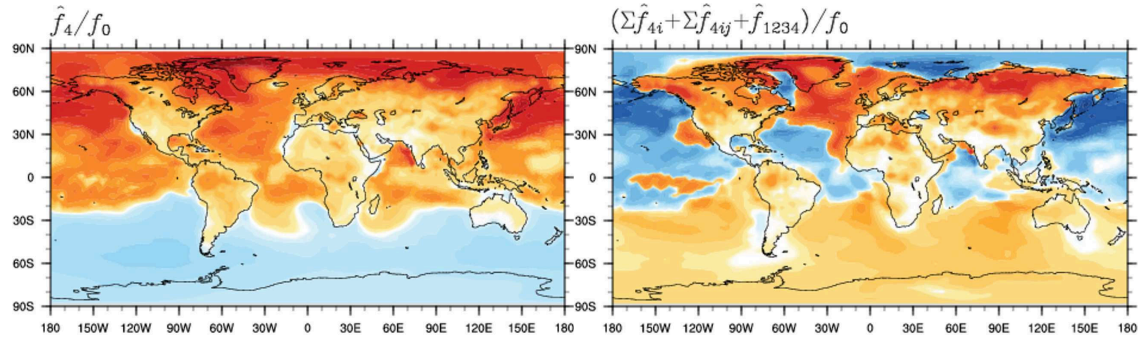 f̂₄/f₀
(Σf̂₄ᵢ+Σf̂₄ᵢⱼ+f̂₁₂₃₄)/f₀
90N 90N
60N 60N
30N 30N
0 0
30S 30S
60S 60S
90S 90S
180 150W 120W 90W 60W 30W 0 30E 60E 90E 120E 150E 180
180 150W 120W 90W 60W 30W 0 30E 60E 90E 120E 150E 180